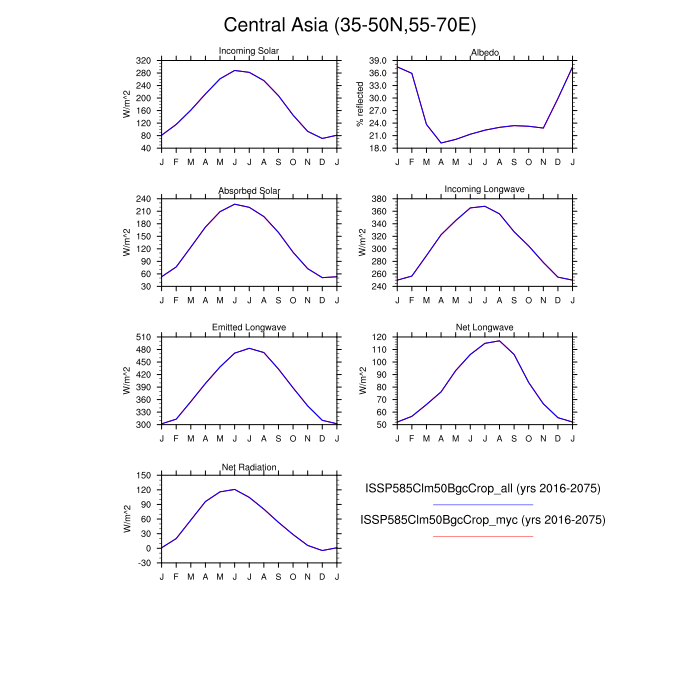 Central Asia (35-50N,55-70E)
Incoming Solar
W/m^2
320
280
240
200
160
120
80
40
J F M A M J J A S O N D J
Albedo
% reflected
39.0
36.0
33.0
30.0
27.0
24.0
21.0
18.0
J F M A M J J A S O N D J
Absorbed Solar
W/m^2
240
210
180
150
120
90
60
30
J F M A M J J A S O N D J
Incoming Longwave
W/m^2
380
360
340
320
300
280
260
240
J F M A M J J A S O N D J
Emitted Longwave
W/m^2
510
480
450
420
390
360
330
300
J F M A M J J A S O N D J
Net Longwave
W/m^2
120
110
100
90
80
70
60
50
J F M A M J J A S O N D J
Net Radiation
W/m^2
150
120
90
60
30
0
-30
J F M A M J J A S O N D J
ISSP585Clm50BgcCrop_all (yrs 2016-2075)
ISSP585Clm50BgcCrop_myc (yrs 2016-2075)